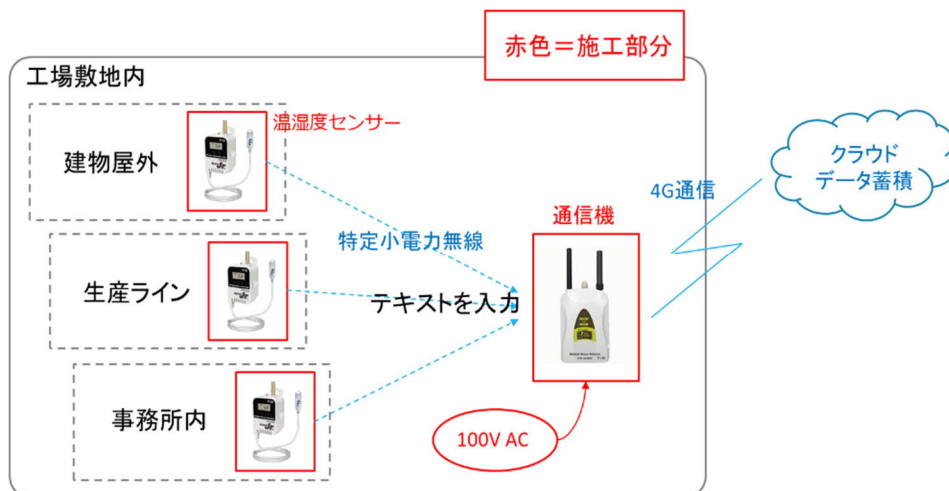 赤色＝施工部分
工場敷地内
温湿度センサー
建物屋外
クラウド
データ蓄積
4G通信
通信機
特定小電力無線
生産ライン
テキストを入力
事務所内
100V AC